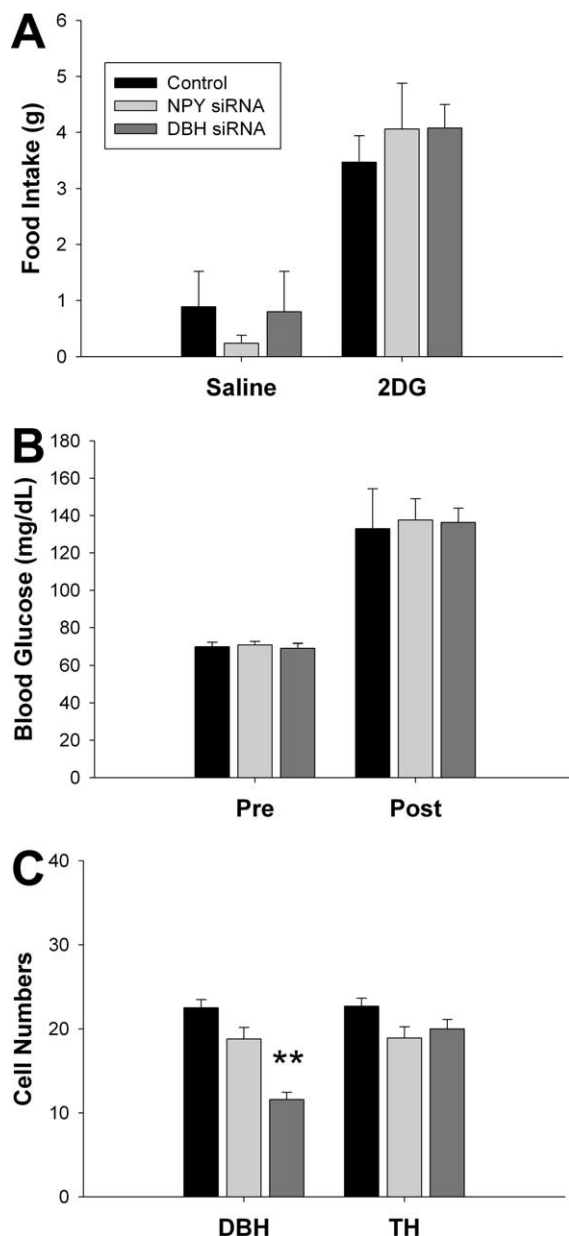 A
Food Intake (g)
6
5
4
3
2
1
0
Control
NPY siRNA
DBH siRNA
Saline 2DG
B
Blood Glucose (mg/dL)
180
160
140
120
100
80
60
40
20
0
Pre Post
C
Cell Numbers
40
30
20
10
0
**
DBH TH